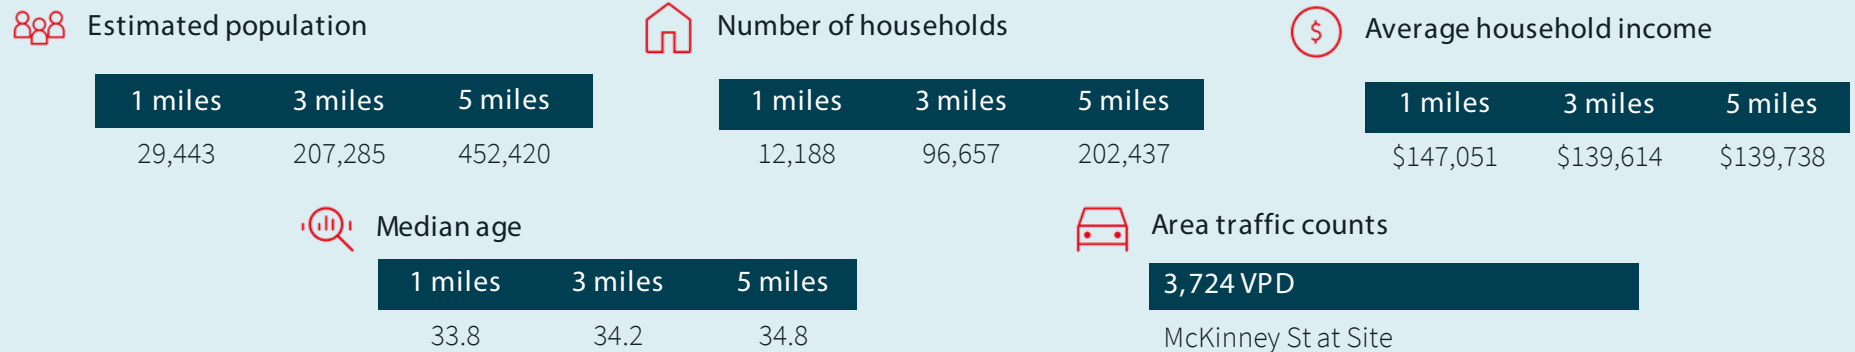 Estimated population
1 miles 3 miles 5 miles
29,443 207,285 452,420
Number of households
1 miles 3 miles 5 miles
12,188 96,657 202,437
$
Average household income
1 miles 3 miles 5 miles
$147,051 $139,614 $139,738
Median age
1 miles 3 miles 5 miles
33.8 34.2 34.8
Area traffic counts
3,724 VPD
McKinney St at Site